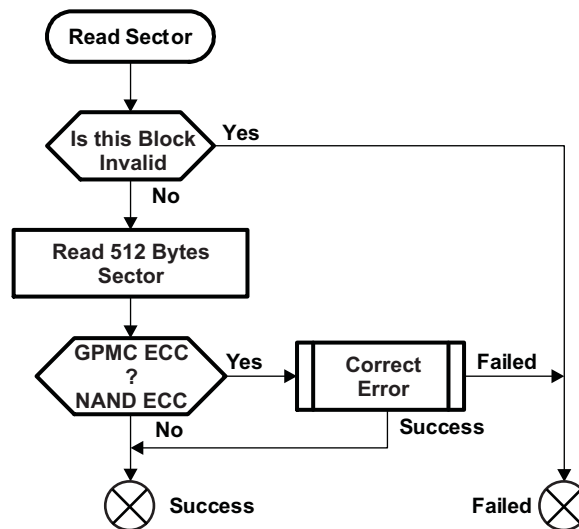 Read Sector
Is this Block
Invalid
Yes
No
Read 512 Bytes
Sector
GPMC ECC
?
NAND ECC
Yes
Correct
Error
Failed
No
Success
Success
Failed